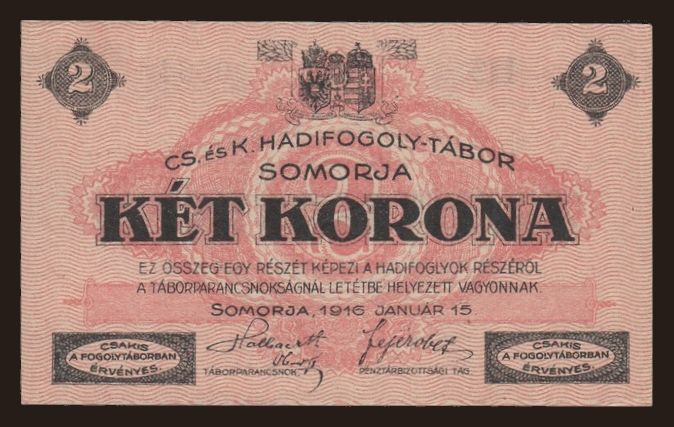 2 2
CS. és K. HADIFOGOLY-TÁBOR
SOMORJA
KÉT KORONA
EZ ÖSSZEG EGY RÉSZÉT KÉPEZI A HADIFOGLYOK RÉSZÉRŐL
A TÁBORPARANCSNOKSÁGNÁL LETÉTBE HELYEZETT VAGYONNAK.
SOMORJA, 1916 JANUÁR 15.
TÁBORPARANCSNOK. PÉNZTÁRBIZOTTSÁGI TAG.
CSAKIS
A FOGOLYTÁBORBAN
ÉRVÉNYES.
CSAKIS
A FOGOLYTÁBORBAN
ÉRVÉNYES.